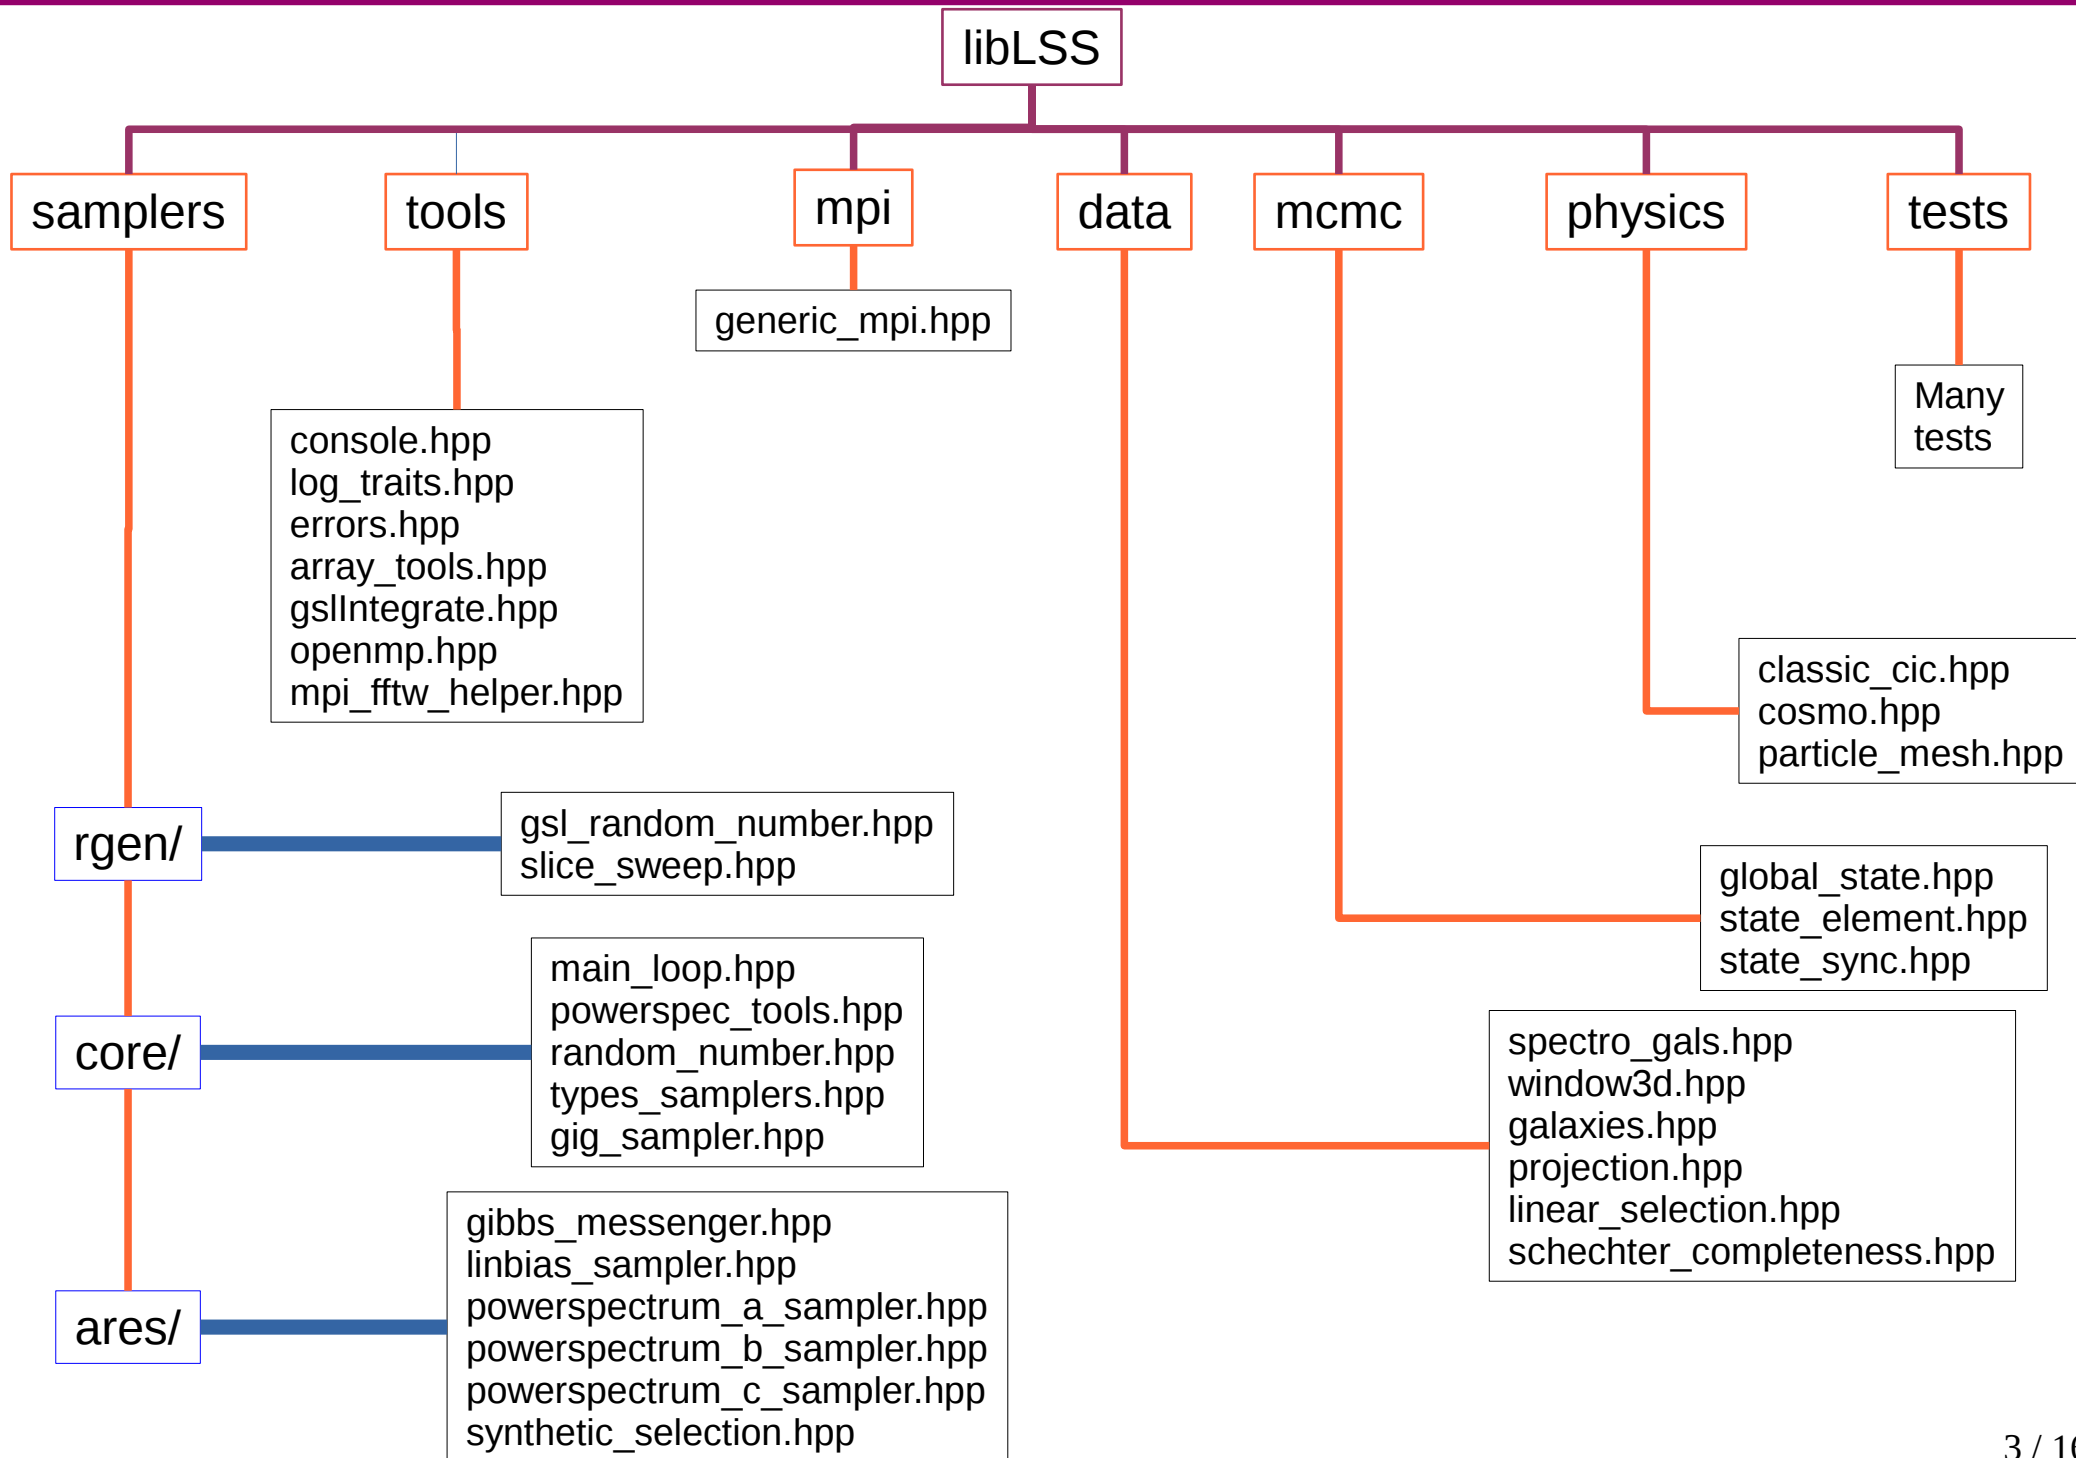 libLSS
samplers
tools
mpi
data
mcmc
physics
tests
generic_mpi.hpp
Many
tests
console.hpp
log_traits.hpp
errors.hpp
array_tools.hpp
gslIntegrate.hpp
openmp.hpp
mpi_fftw_helper.hpp
classic_cic.hpp
cosmo.hpp
particle_mesh.hpp
rgen/
gsl_random_number.hpp
slice_sweep.hpp
global_state.hpp
state_element.hpp
state_sync.hpp
core/
main_loop.hpp
powerspec_tools.hpp
random_number.hpp
types_samplers.hpp
gig_sampler.hpp
spectro_gals.hpp
window3d.hpp
galaxies.hpp
projection.hpp
linear_selection.hpp
schechter_completeness.hpp
ares/
gibbs_messenger.hpp
linbias_sampler.hpp
powerspectrum_a_sampler.hpp
powerspectrum_b_sampler.hpp
powerspectrum_c_sampler.hpp
synthetic_selection.hpp
3 / 16